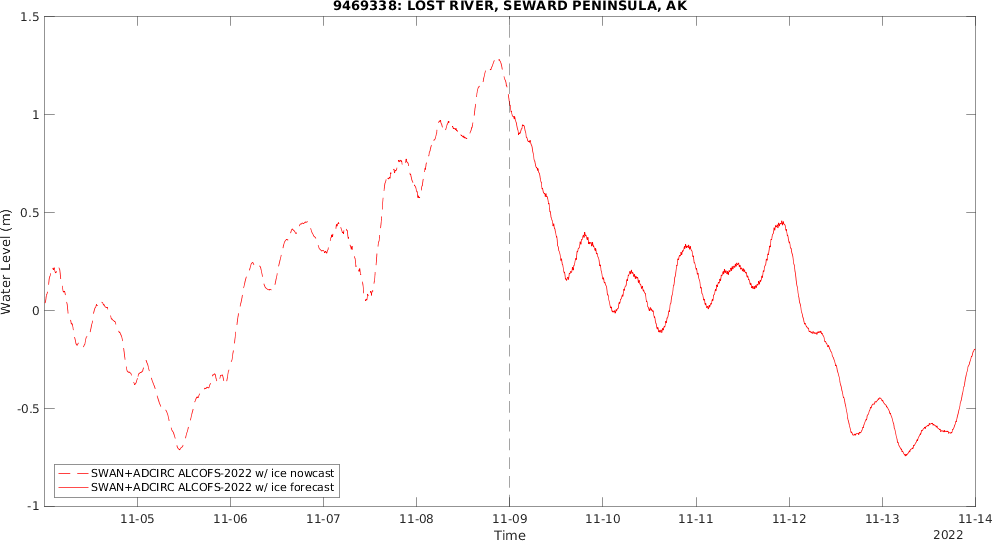 9469338: LOST RIVER, SEWARD PENINSULA, AK
1.5
1
0.5
0
-0.5
-1
Water Level (m)
SWAN+ADCIRC ALCOFS-2022 w/ ice nowcast
SWAN+ADCIRC ALCOFS-2022 w/ ice forecast
11-05 11-06 11-07 11-08 11-09 11-10 11-11 11-12 11-13 11-14
Time
2022